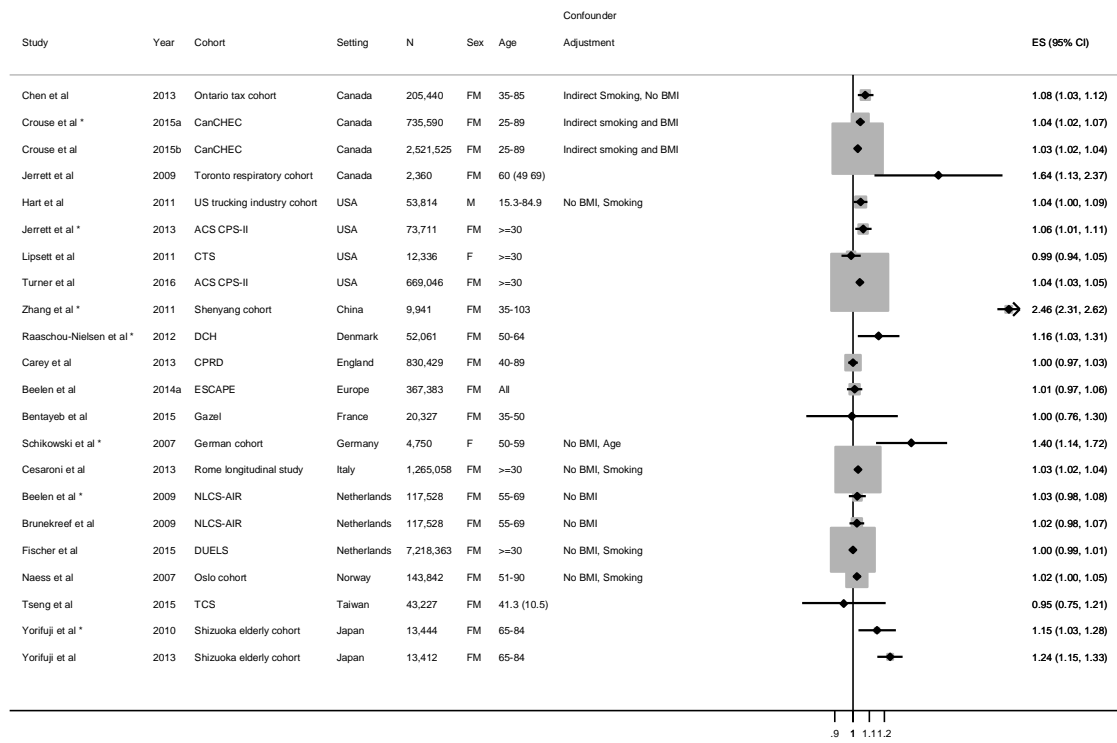 Confounder
Study Year Cohort Setting N Sex Age Adjustment ES (95% CI)
Chen et al 2013 Ontario tax cohort Canada 205,440 FM 35-85 Indirect Smoking, No BMI 1.08 (1.03, 1.12)
Crouse et al * 2015a CanCHEC Canada 735,590 FM 25-89 Indirect smoking and BMI 1.04 (1.02, 1.07)
Crouse et al 2015b CanCHEC Canada 2,521,525 FM 25-89 Indirect smoking and BMI 1.03 (1.02, 1.04)
Jerrett et al 2009 Toronto respiratory cohort Canada 2,360 FM 60 (49 69) 1.64 (1.13, 2.37)
Hart et al 2011 US trucking industry cohort USA 53,814 M 15.3-84.9 No BMI, Smoking 1.04 (1.00, 1.09)
Jerrett et al * 2013 ACS CPS-II USA 73,711 FM >=30 1.06 (1.01, 1.11)
Lipsett et al 2011 CTS USA 12,336 F >=30 0.99 (0.94, 1.05)
Turner et al 2016 ACS CPS-II USA 669,046 FM >=30 1.04 (1.03, 1.05)
Zhang et al * 2011 Shenyang cohort China 9,941 FM 35-103 2.46 (2.31, 2.62)
Raaschou-Nielsen et al * 2012 DCH Denmark 52,061 FM 50-64 1.16 (1.03, 1.31)
Carey et al 2013 CPRD England 830,429 FM 40-89 1.00 (0.97, 1.03)
Beelen et al 2014a ESCAPE Europe 367,383 FM All 1.01 (0.97, 1.06)
Bentayeb et al 2015 Gazel France 20,327 FM 35-50 1.00 (0.76, 1.30)
Schikowski et al * 2007 German cohort Germany 4,750 F 50-59 No BMI, Age 1.40 (1.14, 1.72)
Cesaroni et al 2013 Rome longitudinal study Italy 1,265,058 FM >=30 No BMI, Smoking 1.03 (1.02, 1.04)
Beelen et al * 2009 NLCS-AIR Netherlands 117,528 FM 55-69 No BMI 1.03 (0.98, 1.08)
Brunekreef et al 2009 NLCS-AIR Netherlands 117,528 FM 55-69 No BMI 1.02 (0.98, 1.07)
Fischer et al 2015 DUELS Netherlands 7,218,363 FM >=30 No BMI, Smoking 1.00 (0.99, 1.01)
Naess et al 2007 Oslo cohort Norway 143,842 FM 51-90 No BMI, Smoking 1.02 (1.00, 1.05)
Tseng et al 2015 TCS Taiwan 43,227 FM 41.3 (10.5) 0.95 (0.75, 1.21)
Yorifuji et al * 2010 Shizuoka elderly cohort Japan 13,444 FM 65-84 1.15 (1.03, 1.28)
Yorifuji et al 2013 Shizuoka elderly cohort Japan 13,412 FM 65-84 1.24 (1.15, 1.33)
.9 1 1.1 1.2